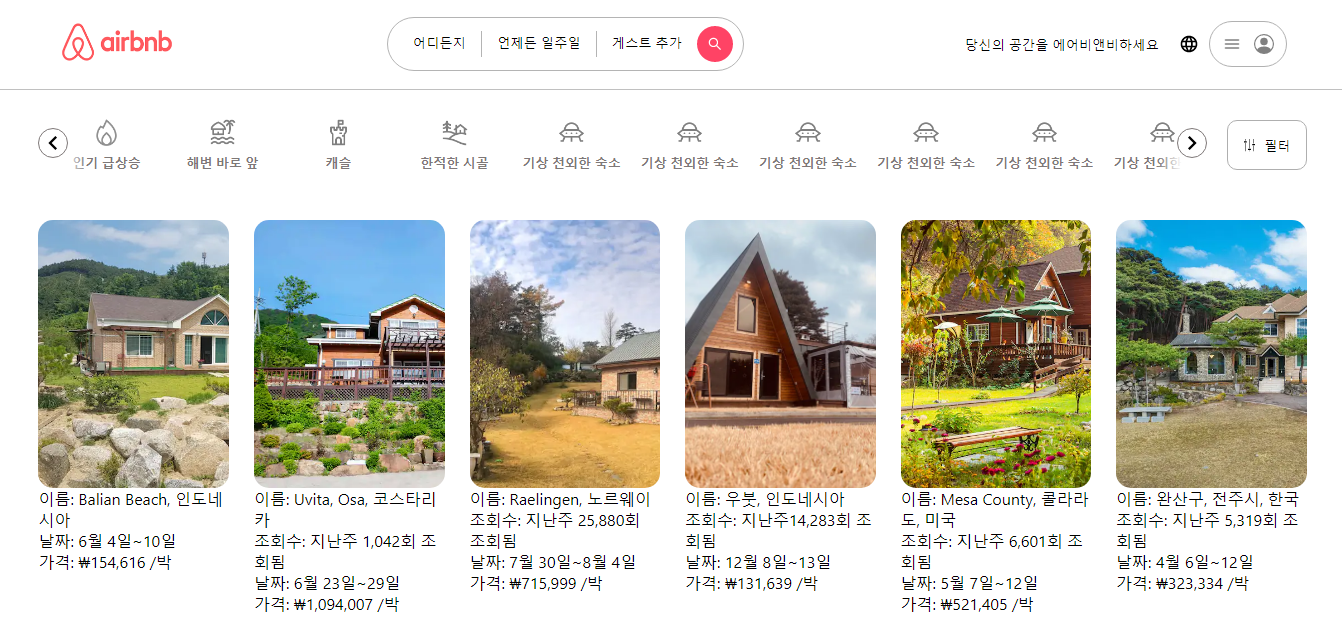 airbnb
어디든지 언제든 일주일 게스트 추가
당신의 공간을 에어비앤비하세요
인기 급상승 해변 바로 앞 캐슬 한적한 시골 기상 천외한 숙소 기상 천외한 숙소 기상 천외한 숙소 기상 천외한 숙소 기상 천외한 숙소 기상 천외한
필터
이름: Balian Beach, 인도네
시아
날짜: 6월 4일~10일
가격: ₩154,616 /박
이름: Uvita, Osa, 코스타리
카
조회수: 지난주 1,042회 조
회됨
날짜: 6월 23일~29일
가격: ₩1,094,007 /박
이름: Raelingen, 노르웨이
조회수: 지난주 25,880회
조회됨
날짜: 7월 30일~8월 4일
가격: ₩715,999 /박
이름: 우붓, 인도네시아
조회수: 지난주14,283회 조
회됨
날짜: 12월 8일~13일
가격: ₩131,639 /박
이름: Mesa County, 콜라라
도, 미국
조회수: 지난주 6,601회 조
회됨
날짜: 5월 7일~12일
가격: ₩521,405 /박
이름: 완산구, 전주시, 한국
조회수: 지난주 5,319회 조
회됨
날짜: 4월 6일~12일
가격: ₩323,334 /박